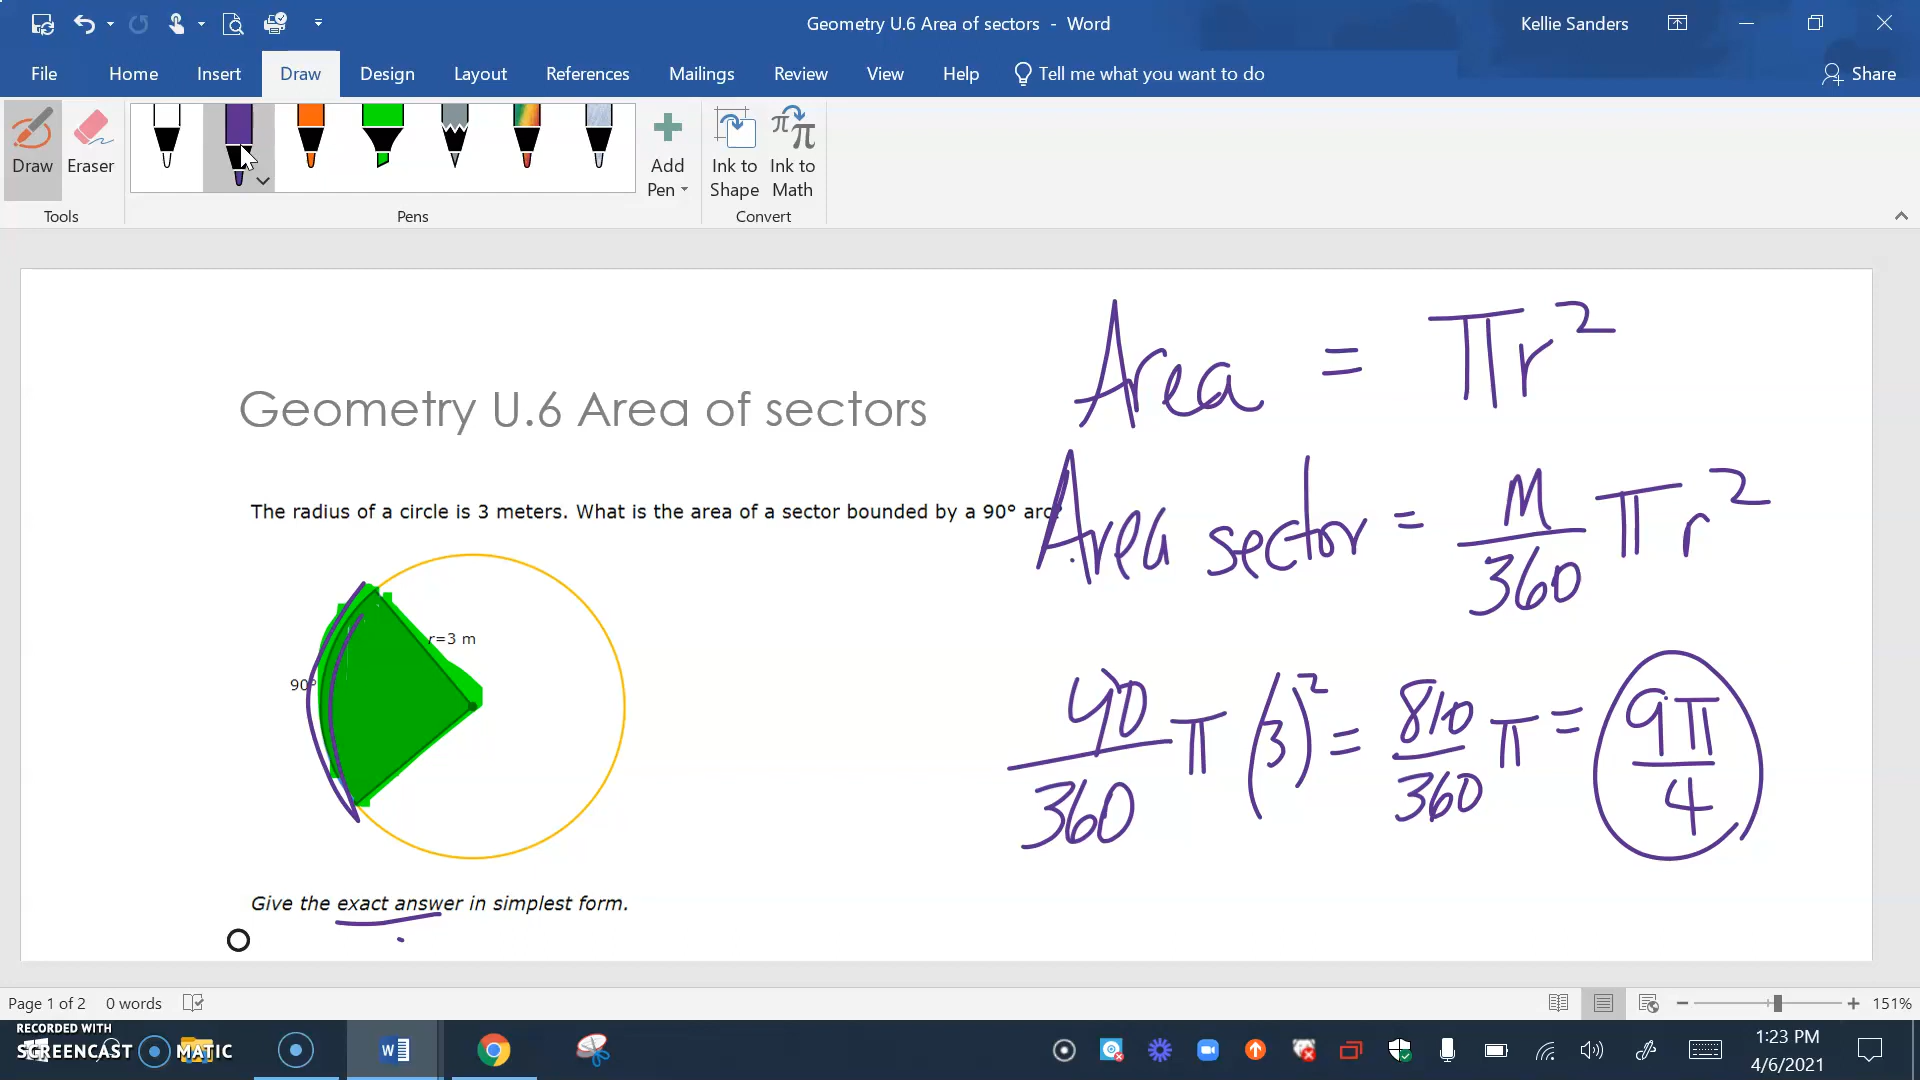 Geometry U.6 Area of sectors - Word
Kellie Sanders
File Home Insert Draw Design Layout References Mailings Review View Help Tell me what you want to do Share
Draw Eraser Add Pen Ink to Shape Ink to Math
Tools Pens Convert
Area = πr²
Geometry U.6 Area of sectors
The radius of a circle is 3 meters. What is the area of a sector bounded by a 90° arc?
Area sector = M/360 πr²
r=3 m
90°
90/360 π (3)² = 810/360 π = 9π/4
Give the exact answer in simplest form.
Page 1 of 2 0 words 151%
RECORDED WITH
SCREENCAST MATIC
1:23 PM
4/6/2021